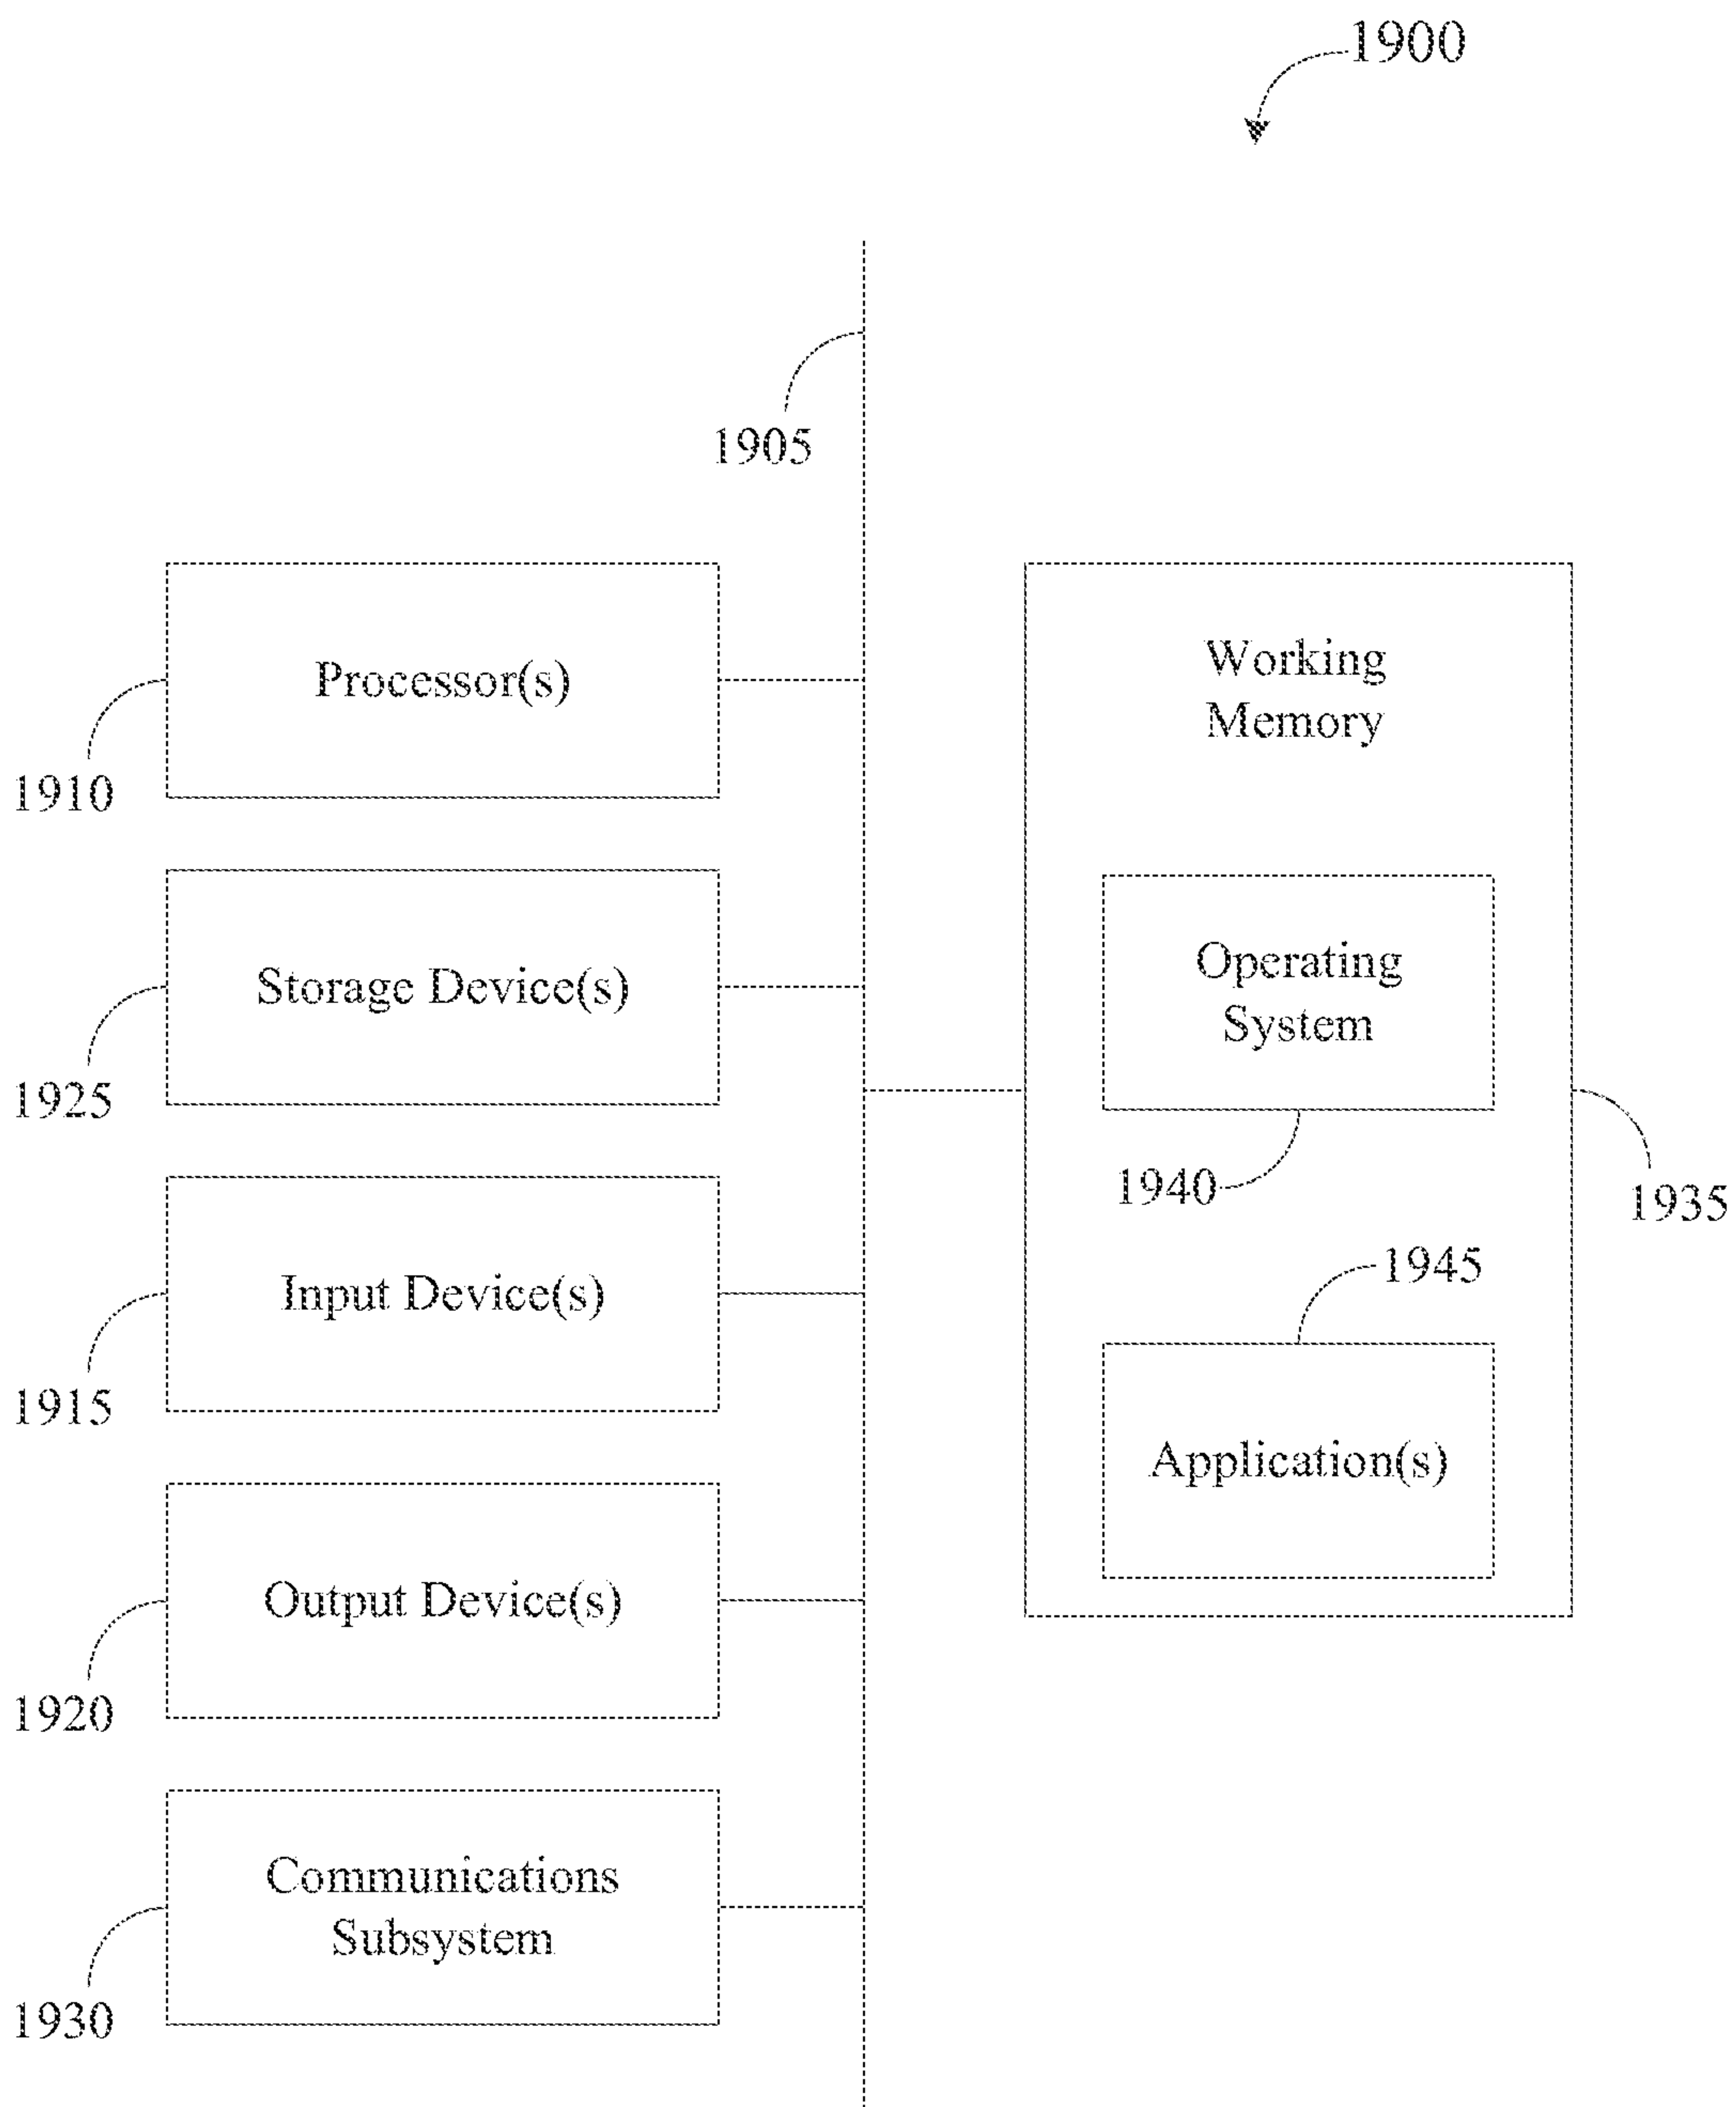 1900
1905
Processor(s)
1910
Storage Device(s)
1925
Input Device(s)
1915
Output Device(s)
1920
Communications
Subsystem
1930
Working
Memory
Operating
System
1940
1935
1945
Application(s)